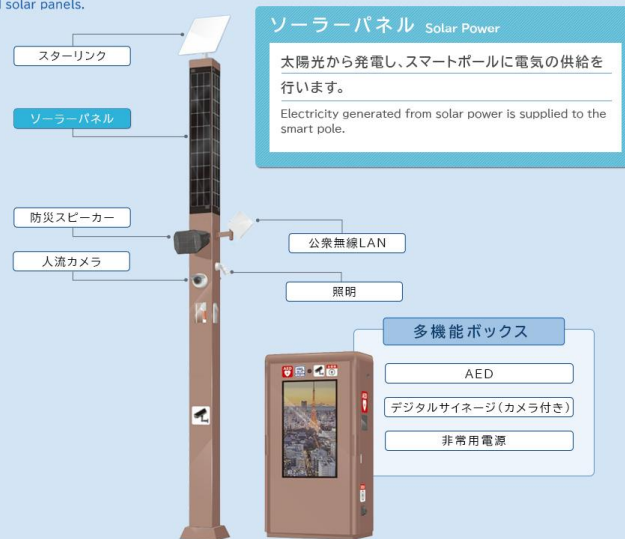 solar panels.
ソーラーパネル Solar Power
太陽光から発電し、スマートポールに電気の供給を
行います。
Electricity generated from solar power is supplied to the
smart pole.
スターリンク
ソーラーパネル
防災スピーカー
人流カメラ
公衆無線LAN
照明
多機能ボックス
AED
デジタルサイネージ(カメラ付き)
非常用電源
AED